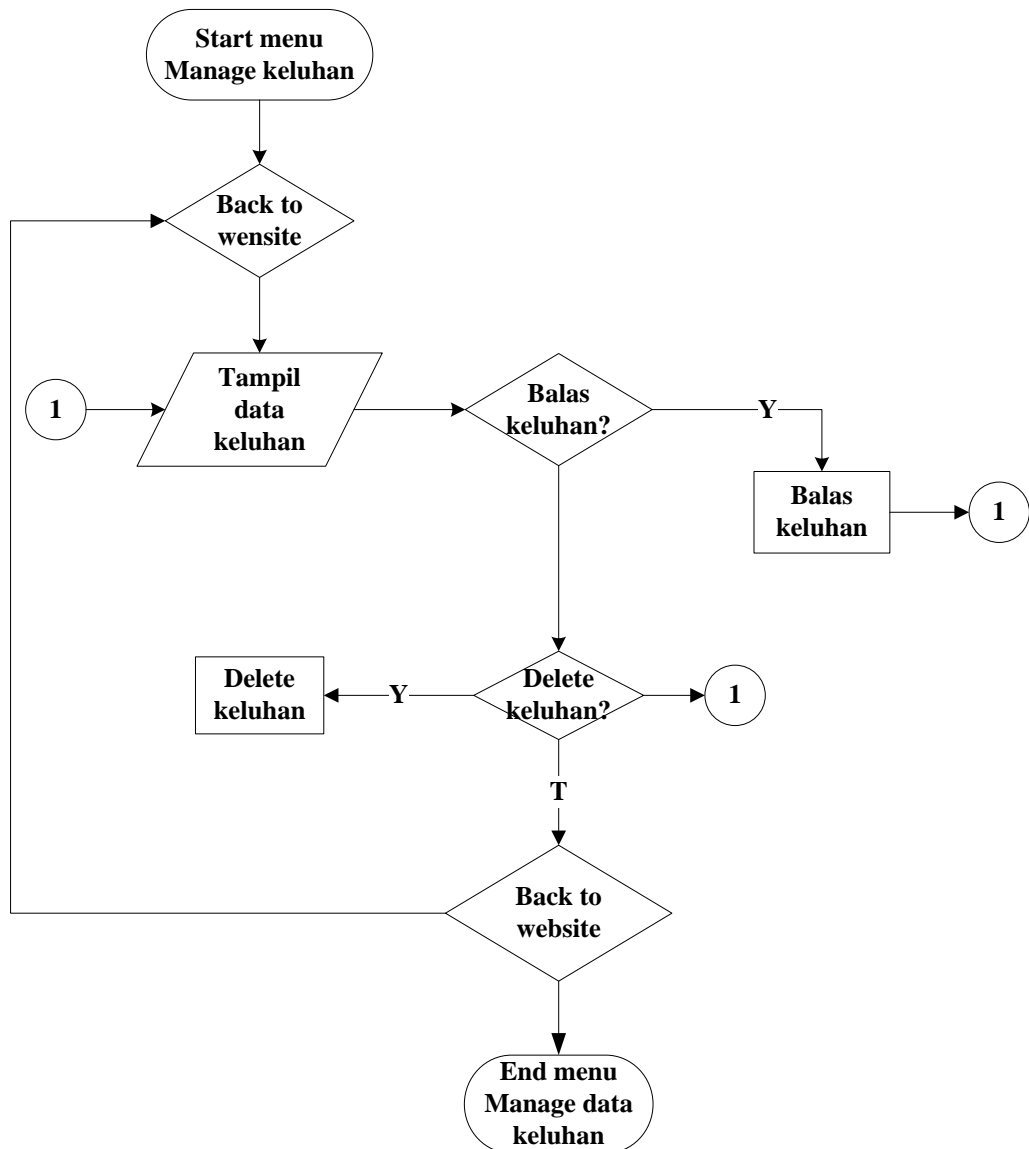 Start menu
Manage keluhan
Back to
wensite
1
Tampil
data
keluhan
Balas
keluhan?
Y
Balas
keluhan
1
Delete
keluhan
Y
Delete
keluhan?
1
T
Back to
website
End menu
Manage data
keluhan